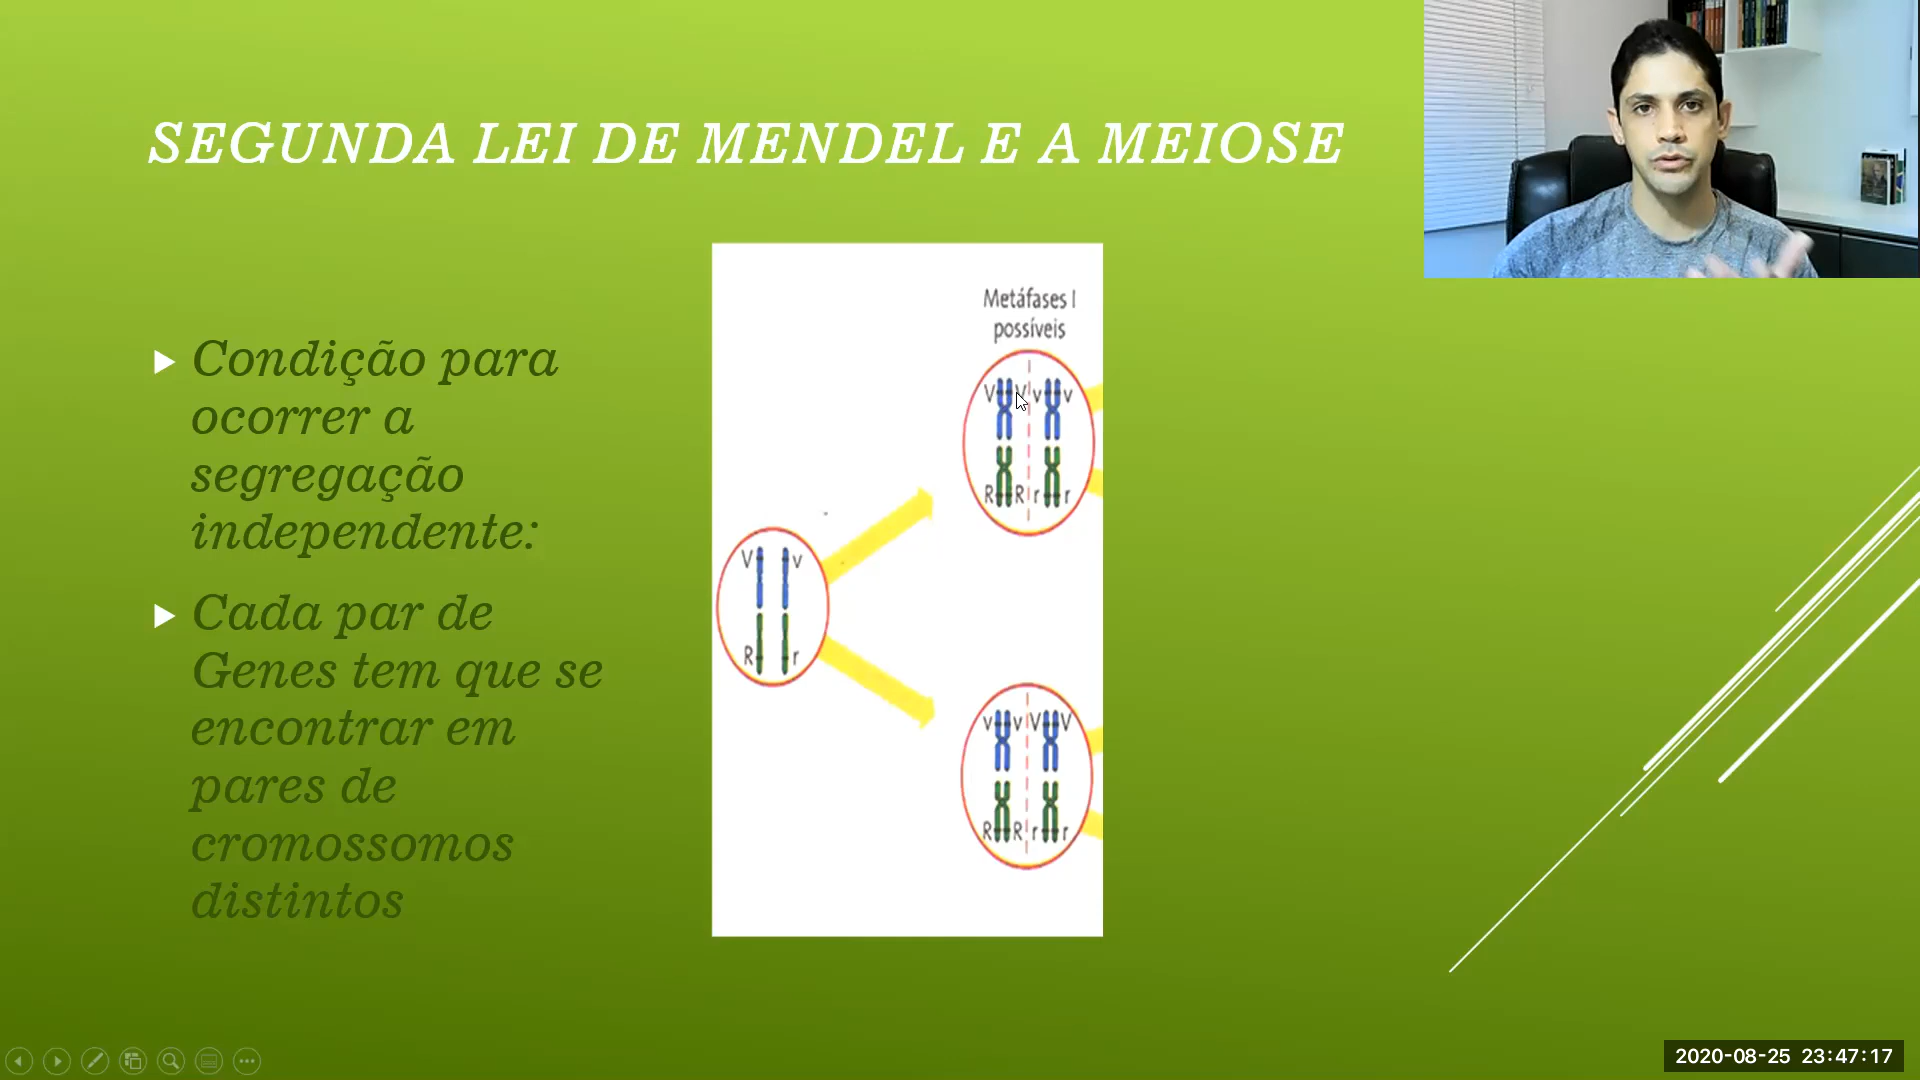 SEGUNDA LEI DE MENDEL E A MEIOSE
Condição para
ocorrer a
segregação
independente:
Cada par de
Genes tem que se
encontrar em
pares de
cromossomos
distintos
Metáfases I
possíveis
V V v v
R R r r
V v
R r
v v V V
R R r r
2020-08-25 23:47:17